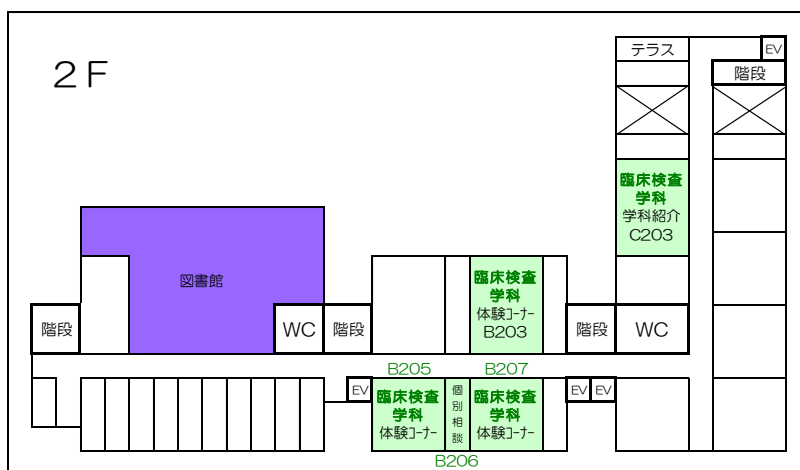 ２Ｆ
テラス
EV
階段
臨床検査
学科
学科紹介
C203
図書館
臨床検査
学科
体験ｺｰﾅｰ
B203
階段
WC
階段
階段
WC
B205
B207
EV
臨床検査
学科
体験ｺｰﾅｰ
個
別
相
談
臨床検査
学科
体験ｺｰﾅｰ
EV
EV
B206